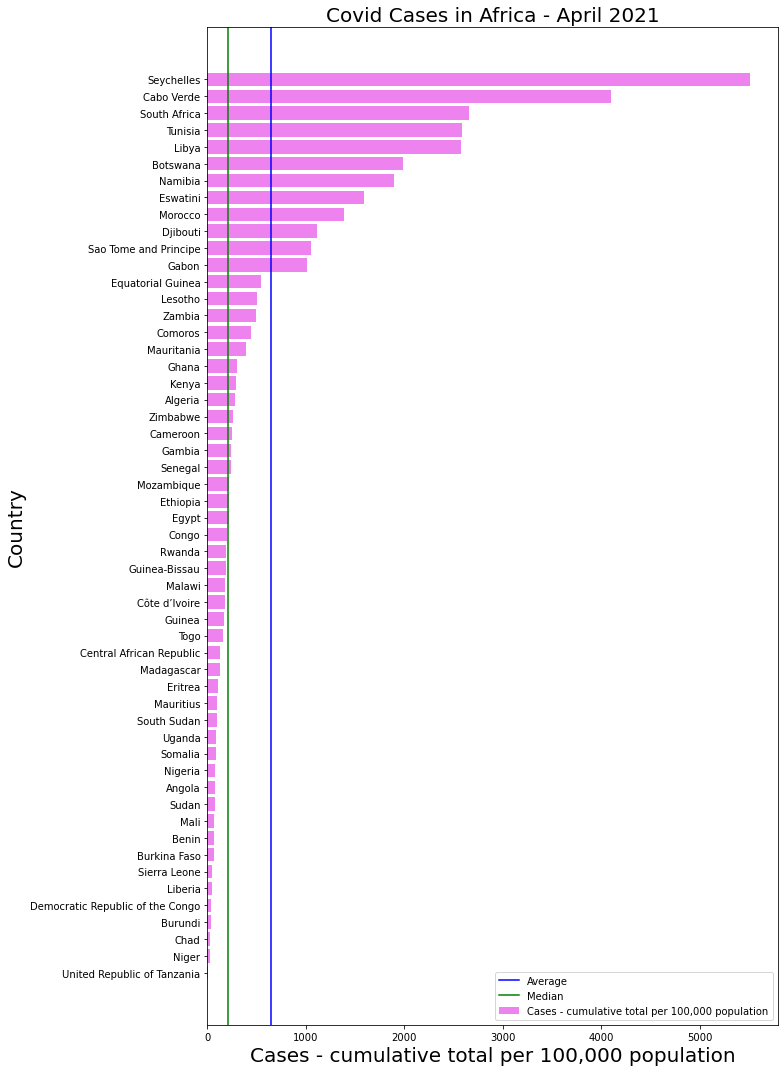 Covid Cases in Africa - April 2021
Country
Seychelles
Cabo Verde
South Africa
Tunisia
Libya
Botswana
Namibia
Eswatini
Morocco
Djibouti
Sao Tome and Principe
Gabon
Equatorial Guinea
Lesotho
Zambia
Comoros
Mauritania
Ghana
Kenya
Algeria
Zimbabwe
Cameroon
Gambia
Senegal
Mozambique
Ethiopia
Egypt
Congo
Rwanda
Guinea-Bissau
Malawi
Côte d’Ivoire
Guinea
Togo
Central African Republic
Madagascar
Eritrea
Mauritius
South Sudan
Uganda
Somalia
Nigeria
Angola
Sudan
Mali
Benin
Burkina Faso
Sierra Leone
Liberia
Democratic Republic of the Congo
Burundi
Chad
Niger
United Republic of Tanzania
Average
Median
Cases - cumulative total per 100,000 population
0 1000 2000 3000 4000 5000
Cases - cumulative total per 100,000 population